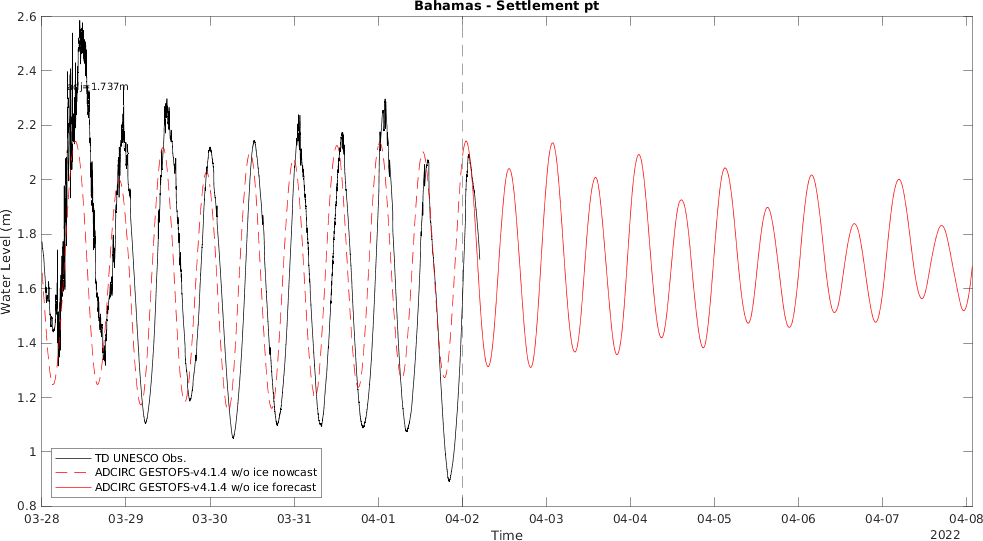 Bahamas - Settlement pt
2.6
2.4
2.2
2
1.8
1.6
1.4
1.2
1
0.8
Water Level (m)
=1.737m
TD UNESCO Obs.
ADCIRC GESTOFS-v4.1.4 w/o ice nowcast
ADCIRC GESTOFS-v4.1.4 w/o ice forecast
03-28 03-29 03-30 03-31 04-01 04-02 04-03 04-04 04-05 04-06 04-07 04-08
Time
2022